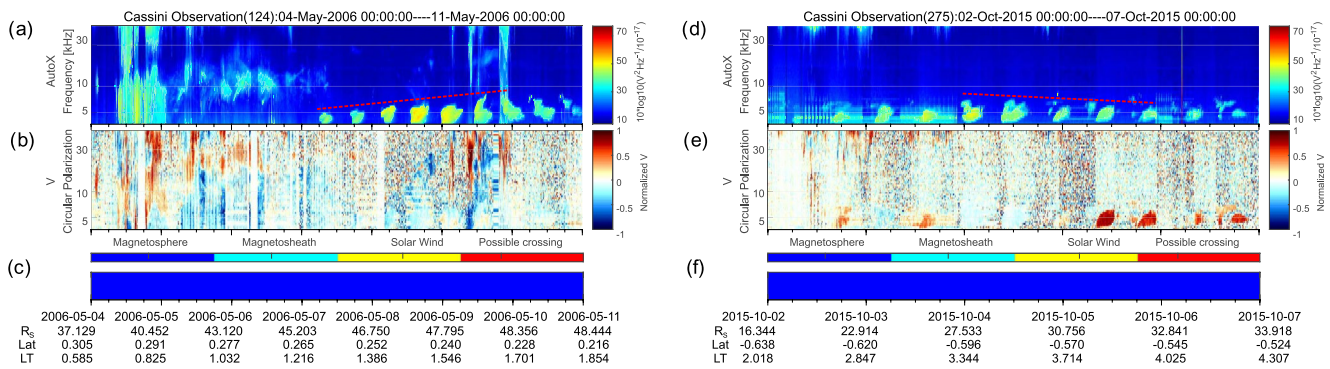 Cassini Observation(124):04-May-2006 00:00:00----11-May-2006 00:00:00
(a)
AutoX
Frequency [kHz]
30
10
5
70
60
50
40
30
20
10
10*log10(V²Hz⁻¹/10⁻¹⁷)
(b)
V
Circular Polarization
30
10
5
1
0.5
0
-0.5
-1
Normalized V
Magnetosphere Magnetosheath Solar Wind Possible crossing
(c)
2006-05-04 2006-05-05 2006-05-06 2006-05-07 2006-05-08 2006-05-09 2006-05-10 2006-05-11
Rs 37.129 40.452 43.120 45.203 46.750 47.795 48.356 48.444
Lat 0.305 0.291 0.277 0.265 0.252 0.240 0.228 0.216
LT 0.585 0.825 1.032 1.216 1.386 1.546 1.701 1.854
Cassini Observation(275):02-Oct-2015 00:00:00----07-Oct-2015 00:00:00
(d)
AutoX
Frequency [kHz]
30
10
5
70
60
50
40
30
20
10
10*log10(V²Hz⁻¹/10⁻¹⁷)
(e)
V
Circular Polarization
30
10
5
1
0.5
0
-0.5
-1
Normalized V
Magnetosphere Magnetosheath Solar Wind Possible crossing
(f)
2015-10-02 2015-10-03 2015-10-04 2015-10-05 2015-10-06 2015-10-07
Rs 16.344 22.914 27.533 30.756 32.841 33.918
Lat -0.638 -0.620 -0.596 -0.570 -0.545 -0.524
LT 2.018 2.847 3.344 3.714 4.025 4.307